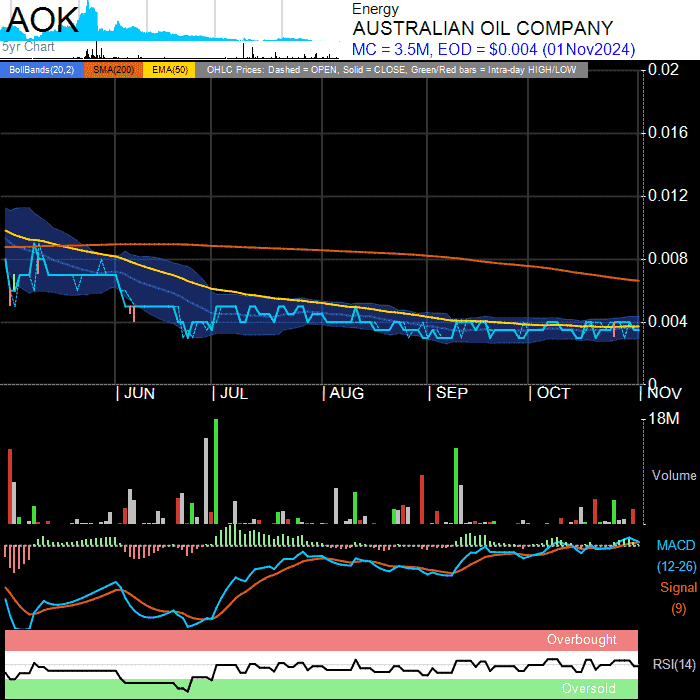 AOK
5yr Chart
Energy
AUSTRALIAN OIL COMPANY
MC = 3.5M, EOD = $0.004 (01Nov2024)
BollBands(20,2) SMA(200) EMA(50) OHLC Prices: Dashed = OPEN, Solid = CLOSE, Green/Red bars = Intra-day HIGH/LOW
0.02
0.016
0.012
0.008
0.004
0
JUN JUL AUG SEP OCT NOV
18M
Volume
MACD
(12-26)
Signal
(9)
Overbought
RSI(14)
Oversold